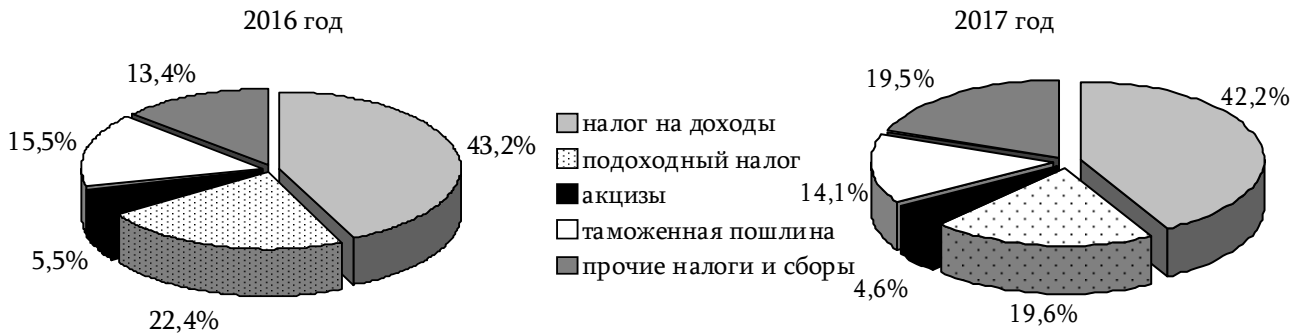 2016 год
13,4%
15,5%
43,2%
5,5%
22,4%
налог на доходы
подоходный налог
акцизы
таможенная пошлина
прочие налоги и сборы
2017 год
19,5%
42,2%
14,1%
4,6%
19,6%